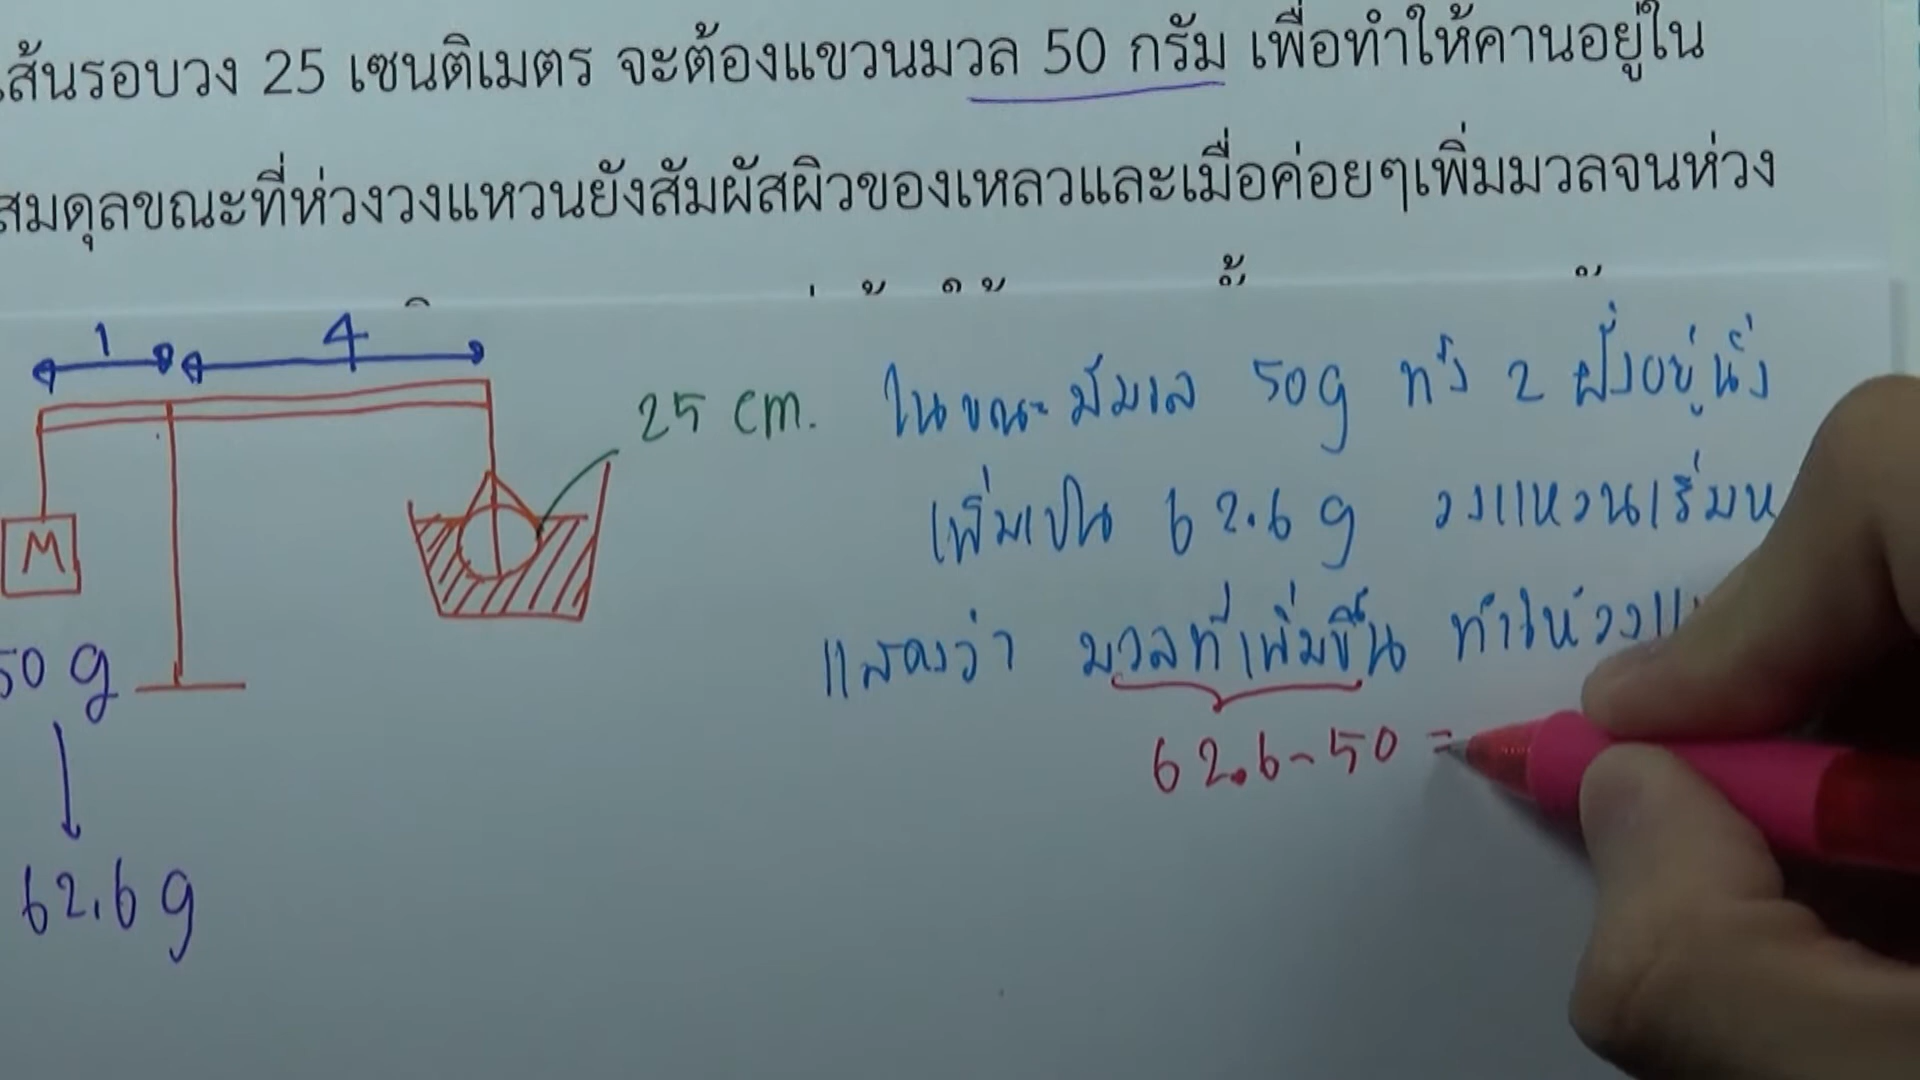 เส้นรอบวง 25 เซนติเมตร จะต้องแขวนมวล 50 กรัม เพื่อทำให้คานอยู่ใน
สมดุลขณะที่ห่วงวงแหวนยังสัมผัสผิวของเหลวและเมื่อค่อยๆเพิ่มมวลจนห่วง
1 4
25 cm.
M
50 g
62.6 g
ในขณะมีมวล 50g ทั้ง 2 ฝั่งอยู่นิ่ง
เพิ่มเป็น 62.6 g วงแหวนเริ่มห
แสดงว่า มวลที่เพิ่มขึ้น ทำให้วงแ
62.6-50 =